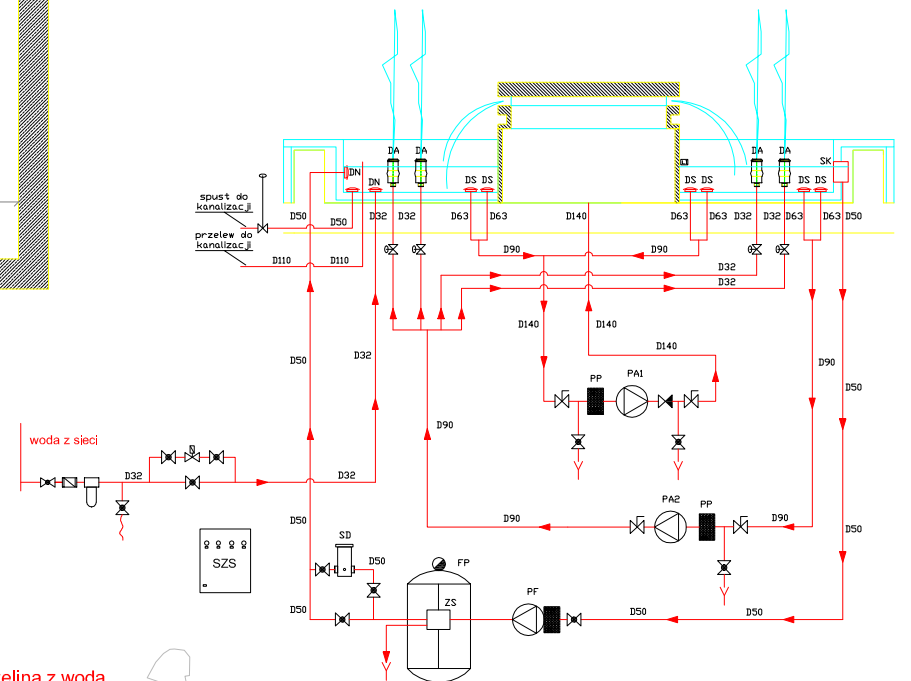 DA DA DA DA
DN SK
DN DS DS DS DS DS DS
spust do
kanalizacji
D50 D50 D32 D32 D63 D63 D140 D63 D63 D32 D32 D63 D63 D50
przelew do
kanalizacji
D110 D110 D90 D90
D32
D32
D140 D140
D50 D32 D140 D90
PP PA1 D50
D90
woda z sieci
D32 D32
PA2 PP
D50 D90 D90 D50
SD
SZS D50 FP
ZS PF
D50 D50 D50
elina z wodą